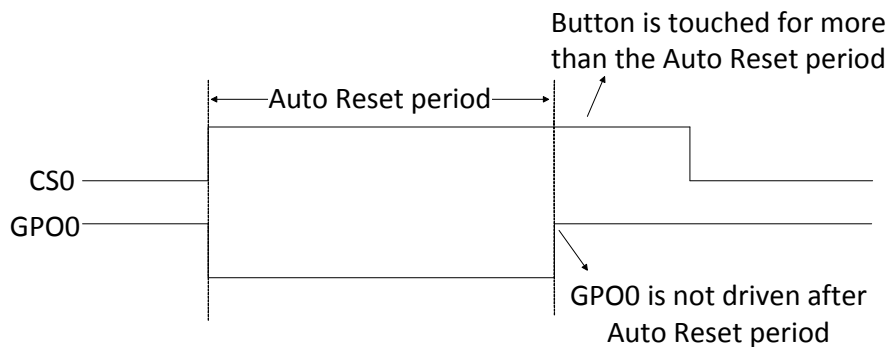 Button is touched for more
than the Auto Reset period
Auto Reset period
CS0
GPO0
GPO0 is not driven after
Auto Reset period